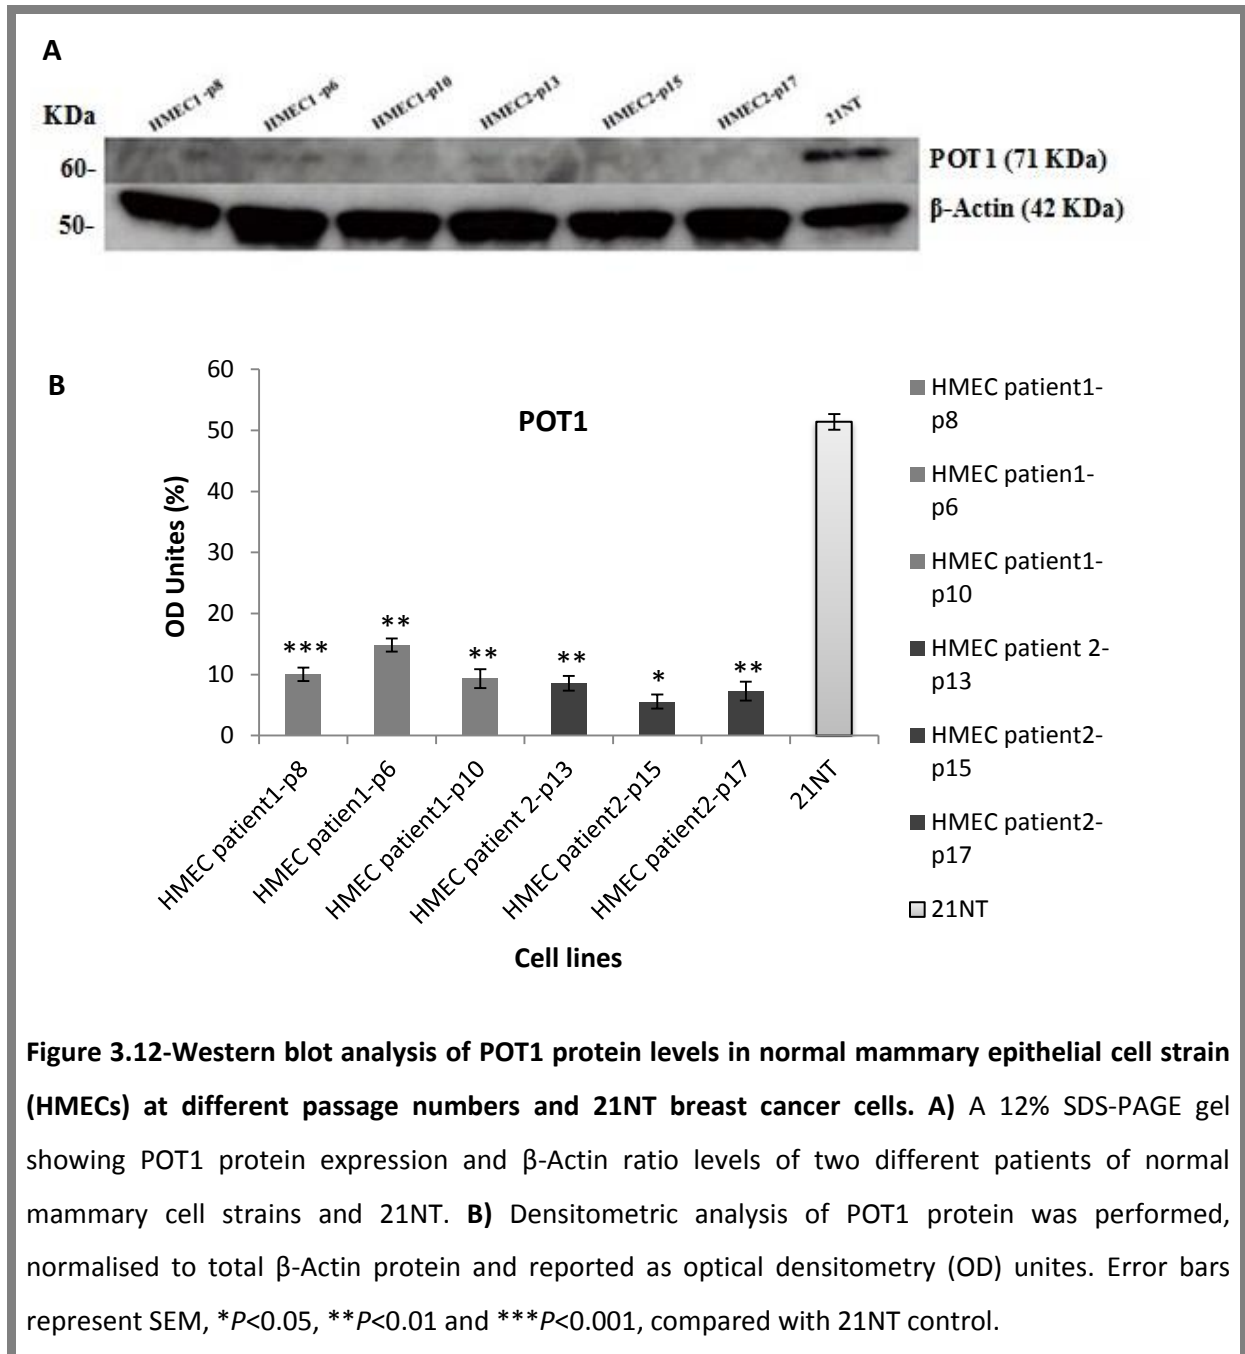 A
HMEC1 -p8
HMEC1 -p6
HMEC1-p10
HMEC2-p13
HMEC2-p15
HMEC2-p17
21NT
KDa
60-
POT1 (71 KDa)
50-
β-Actin (42 KDa)
B
POT1
OD Unites (%)
60
50
40
30
20
10
0
***
**
**
**
*
**
HMEC patient1-p8
HMEC patien1-p6
HMEC patient1-p10
HMEC patient 2-p13
HMEC patient2-p15
HMEC patient2-p17
21NT
Cell lines
HMEC patient1-
p8
HMEC patien1-
p6
HMEC patient1-
p10
HMEC patient 2-
p13
HMEC patient2-
p15
HMEC patient2-
p17
21NT
Figure 3.12-Western blot analysis of POT1 protein levels in normal mammary epithelial cell strain
(HMECs) at different passage numbers and 21NT breast cancer cells. A) A 12% SDS-PAGE gel
showing POT1 protein expression and β-Actin ratio levels of two different patients of normal
mammary cell strains and 21NT. B) Densitometric analysis of POT1 protein was performed,
normalised to total β-Actin protein and reported as optical densitometry (OD) unites. Error bars
represent SEM, *P<0.05, **P<0.01 and ***P<0.001, compared with 21NT control.